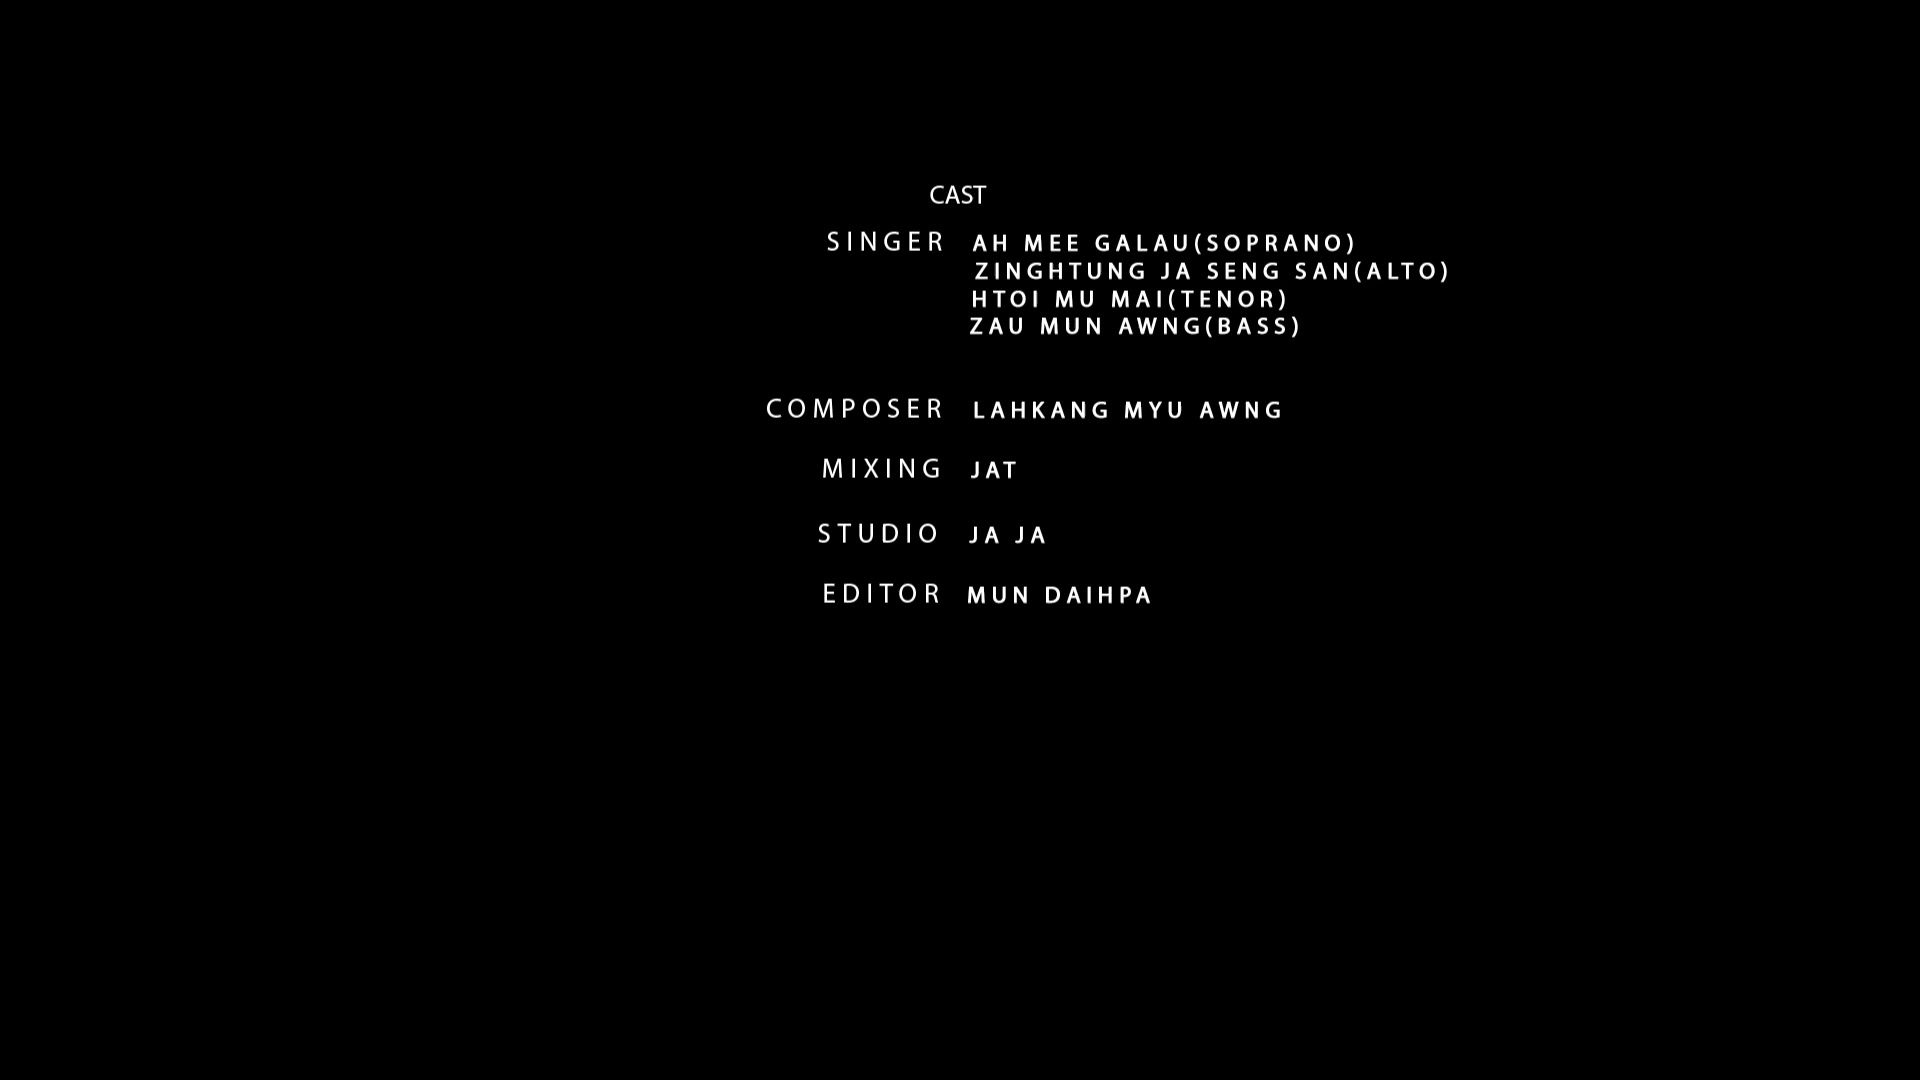 CAST
SINGER AH MEE GALAU(SOPRANO)
ZINGHTUNG JA SENG SAN(ALTO)
HTOI MU MAI(TENOR)
ZAU MUN AWNG(BASS)
COMPOSER LAHKANG MYU AWNG
MIXING JAT
STUDIO JA JA
EDITOR MUN DAIHPA